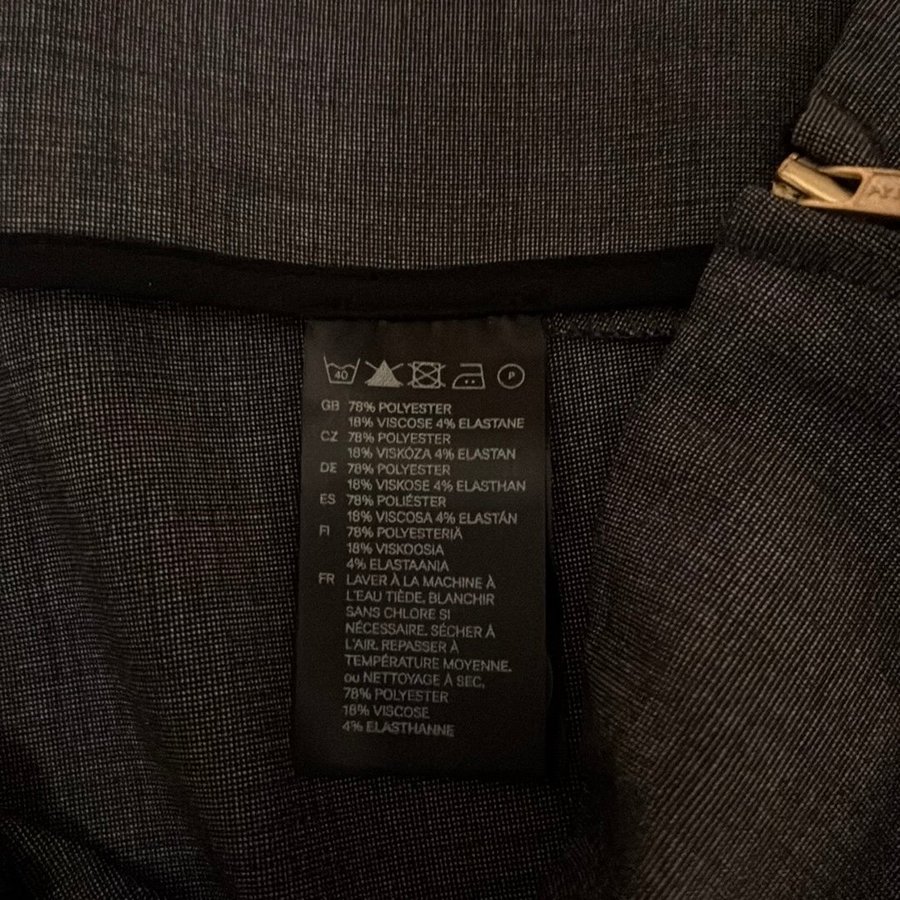 40 P
GB 78% POLYESTER
18% VISCOSE 4% ELASTANE
CZ 78% POLYESTER
18% VISKÓZA 4% ELASTAN
DE 78% POLYESTER
18% VISKOSE 4% ELASTHAN
ES 78% POLIÉSTER
18% VISCOSA 4% ELASTÁN
FI 78% POLYESTERIÄ
18% VISKOOSIA
4% ELASTAANIA
FR LAVER À LA MACHINE À
L'EAU TIÈDE, BLANCHIR
SANS CHLORE SI
NÉCESSAIRE. SÉCHER À
L'AIR. REPASSER À
TEMPÉRATURE MOYENNE.
ou NETTOYAGE À SEC,
78% POLYESTER
18% VISCOSE
4% ELASTHANNE